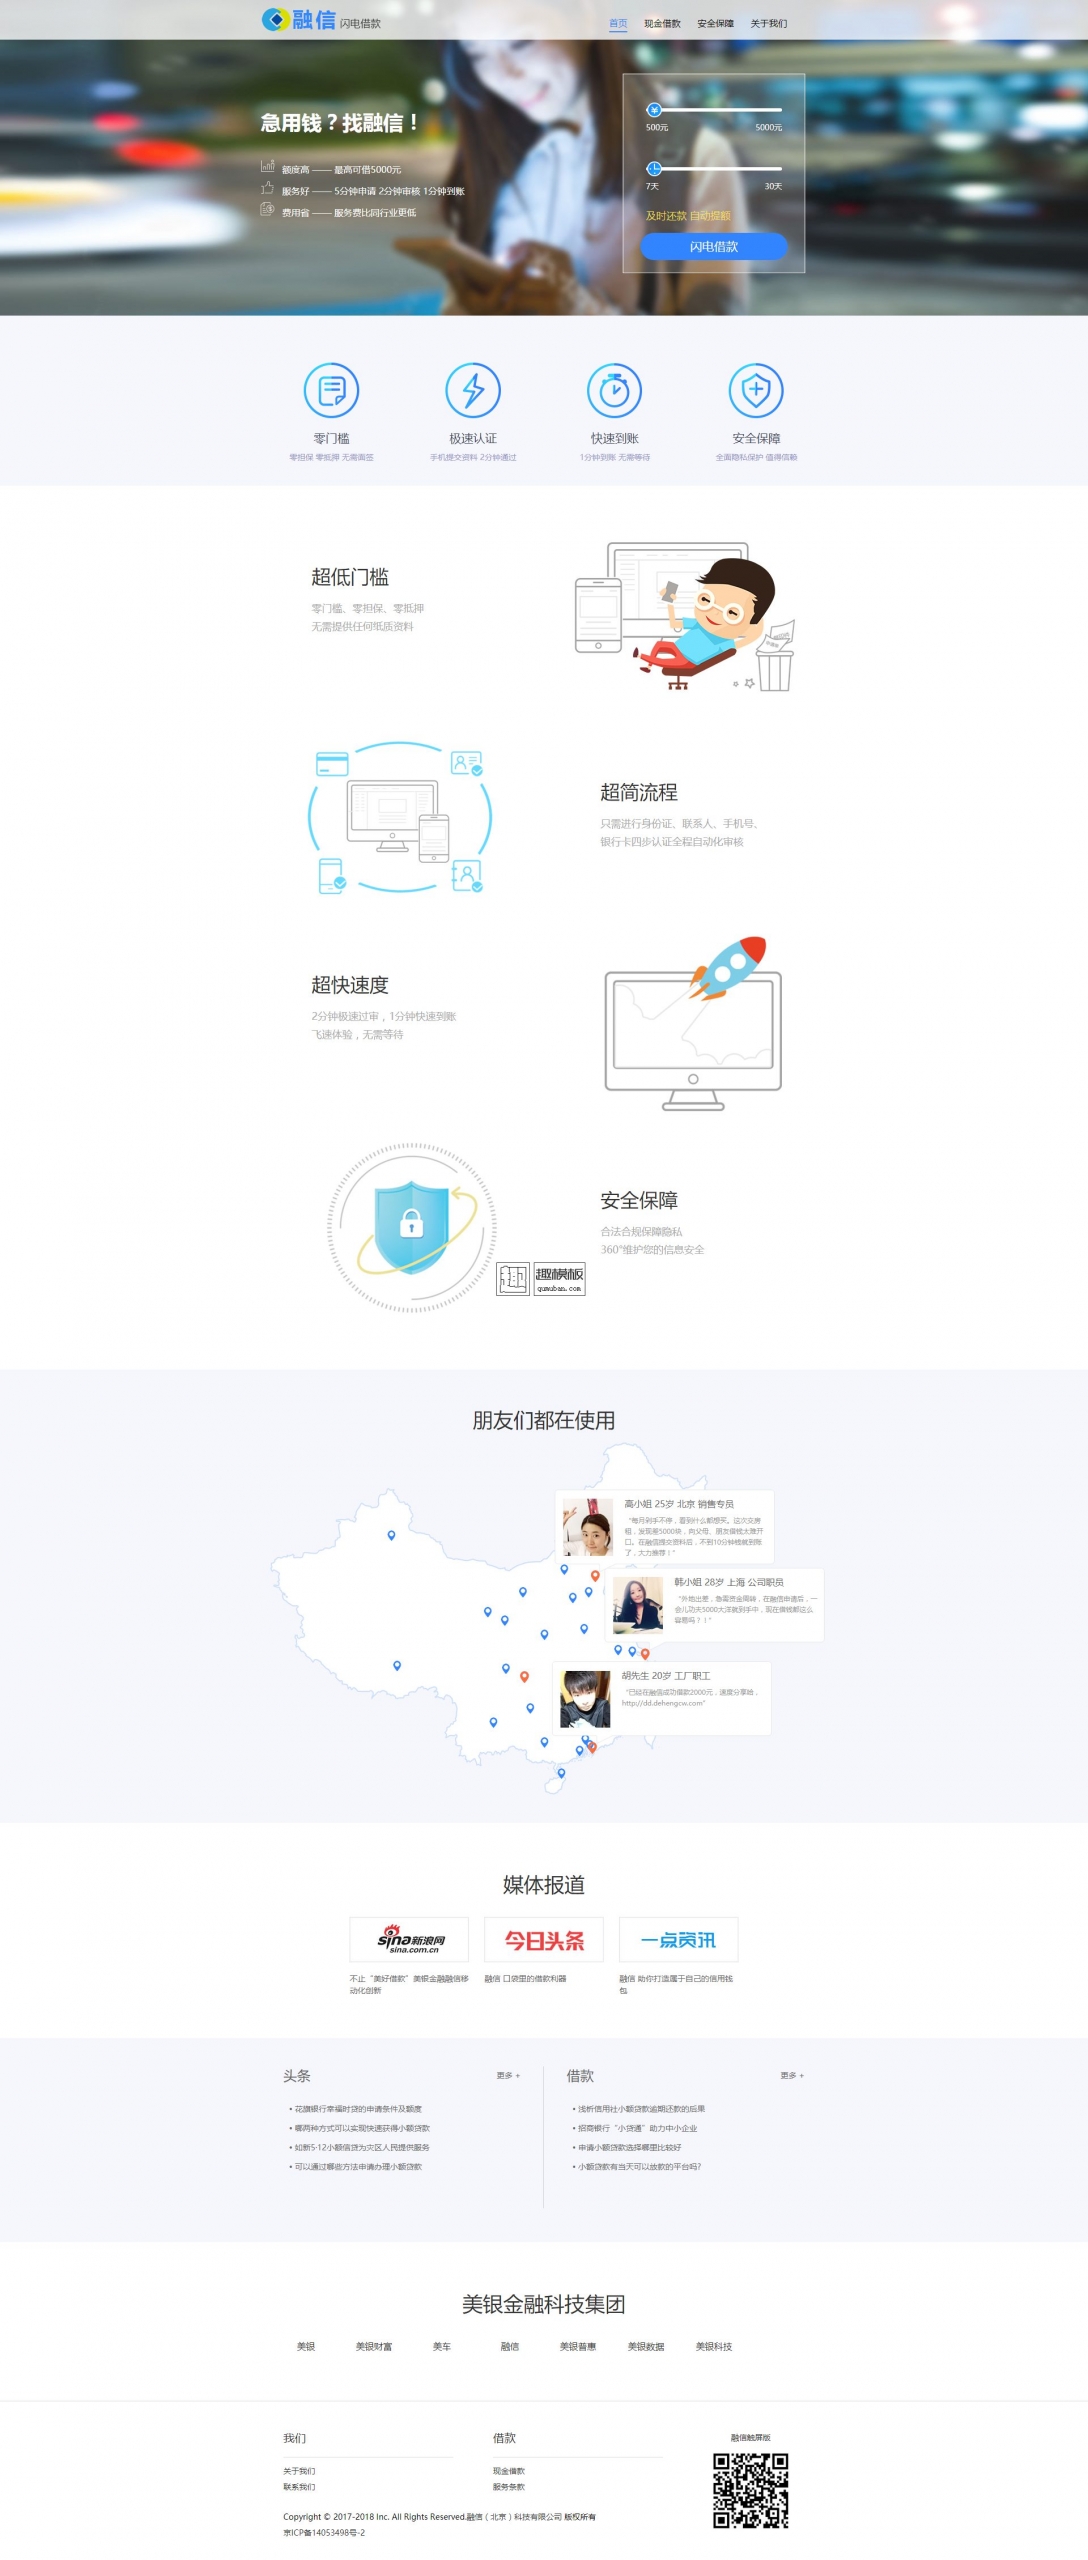 融信 闪电借款
首页 现金借款 安全保障 关于我们
急用钱？找融信！
额度高 —— 最高可借5000元
服务好 —— 5分钟申请 2分钟审核 1分钟到账
费用省 —— 服务费比同行业更低
500元 5000元
7天 30天
及时还款 自动提额
闪电借款
零门槛 极速认证 快速到账 安全保障
零担保 零抵押 无需面签 手机提交资料 2分钟通过 1分钟到账 无需等待 全面隐私保护 值得信赖
超低门槛
零门槛、零担保、零抵押
无需提供任何纸质资料
超简流程
只需进行身份证、联系人、手机号、
银行卡四步认证全程自动化审核
超快速度
2分钟极速过审，1分钟快速到账
飞速体验，无需等待
安全保障
合法合规保障隐私
360°维护您的信息安全
趣模板
qumuban.com
朋友们都在使用
高小姐 25岁 北京 销售专员
“每月剁手不停，看到什么都想买。这次交房
租，发现差5000块，向父母、朋友借钱太难开
口。在融信提交资料后，不到10分钟钱就到账
了，大力推荐！”
韩小姐 28岁 上海 公司职员
“外地出差，急需资金周转，在融信申请后，一
会儿功夫5000大洋就到手中，现在借钱都这么
容易吗？！”
胡先生 20岁 工厂职工
“已经在融信成功借款2000元，速度分享哈，
http://dd.dehengcw.com”
媒体报道
sina新浪网
sina.com.cn
今日头条
一点资讯
不止“美好借款”美银金融融信移
动化创新
融信 口袋里的借款利器
融信 助你打造属于自己的信用钱
包
头条 更多 +
• 花旗银行幸福时贷的申请条件及额度
• 哪两种方式可以实现快速获得小额贷款
• 如新5·12小额信贷为灾区人民提供服务
• 可以通过哪些方法申请办理小额贷款
借款 更多 +
• 浅析信用社小额贷款逾期还款的后果
• 招商银行“小贷通”助力中小企业
• 申请小额贷款选择哪里比较好
• 小额贷款有当天可以放款的平台吗?
美银金融科技集团
美银 美银财富 美车 融信 美银普惠 美银数据 美银科技
我们
关于我们
联系我们
借款
现金借款
服务条款
融信触屏版
Copyright © 2017-2018 Inc. All Rights Reserved.融信（北京）科技有限公司 版权所有
京ICP备14053498号-2